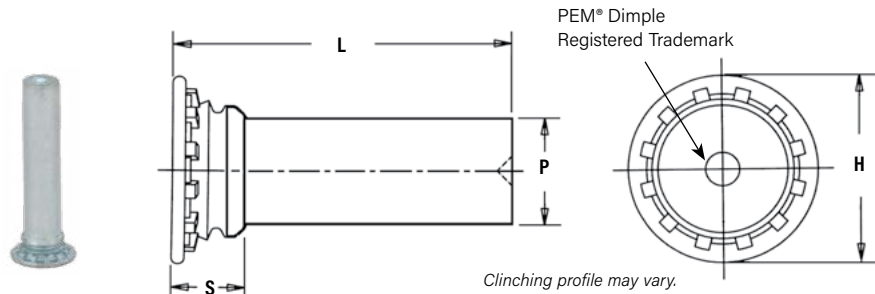 PEM® Dimple
Registered Trademark
L
P
H
S
Clinching profile may vary.